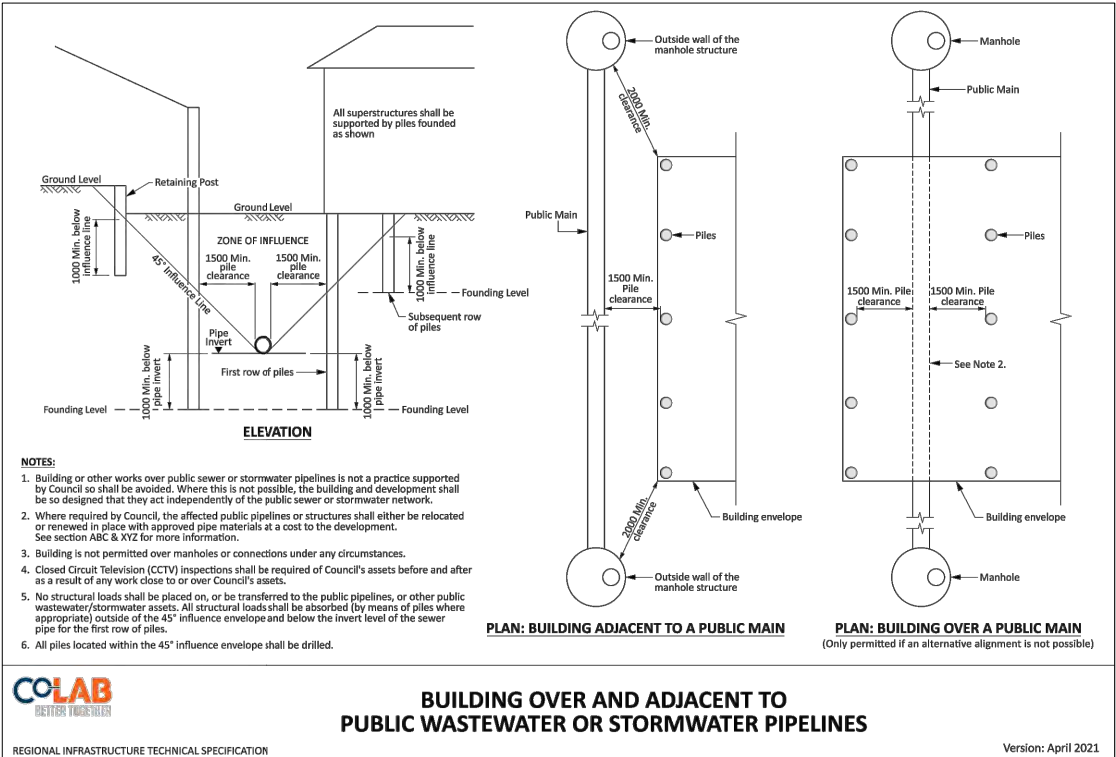 All superstructures shall be
supported by piles founded
as shown
Ground Level
Retaining Post
Ground Level
1000 Min. below
influence line
ZONE OF INFLUENCE
1500 Min.
pile
clearance
1500 Min.
pile
clearance
45° Influence Line
1000 Min. below
influence line
Founding Level
Subsequent row
of piles
Pipe
Invert
1000 Min. below
pipe invert
First row of piles
1000 Min. below
pipe invert
Founding Level
Founding Level
ELEVATION
NOTES:
1. Building or other works over public sewer or stormwater pipelines is not a practice supported
by Council so shall be avoided. Where this is not possible, the building and development shall
be so designed that they act independently of the public sewer or stormwater network.
2. Where required by Council, the affected public pipelines or structures shall either be relocated
or renewed in place with approved pipe materials at a cost to the development.
See section ABC & XYZ for more information.
3. Building is not permitted over manholes or connections under any circumstances.
4. Closed Circuit Television (CCTV) inspections shall be required of Council's assets before and after
as a result of any work close to or over Council's assets.
5. No structural loads shall be placed on, or be transferred to the public pipelines, or other public
wastewater/stormwater assets. All structural loads shall be absorbed (by means of piles where
appropriate) outside of the 45° influence envelope and below the invert level of the sewer
pipe for the first row of piles.
6. All piles located within the 45° influence envelope shall be drilled.
Outside wall of the
manhole structure
2000 Min.
clearance
Public Main
Piles
1500 Min.
Pile
clearance
2000 Min.
clearance
Building envelope
Outside wall of the
manhole structure
PLAN: BUILDING ADJACENT TO A PUBLIC MAIN
Manhole
Public Main
Piles
1500 Min. Pile
clearance
1500 Min. Pile
clearance
See Note 2.
Building envelope
Manhole
PLAN: BUILDING OVER A PUBLIC MAIN
(Only permitted if an alternative alignment is not possible)
COLAB
BETTER TOGETHER
BUILDING OVER AND ADJACENT TO
PUBLIC WASTEWATER OR STORMWATER PIPELINES
REGIONAL INFRASTRUCTURE TECHNICAL SPECIFICATION
Version: April 2021